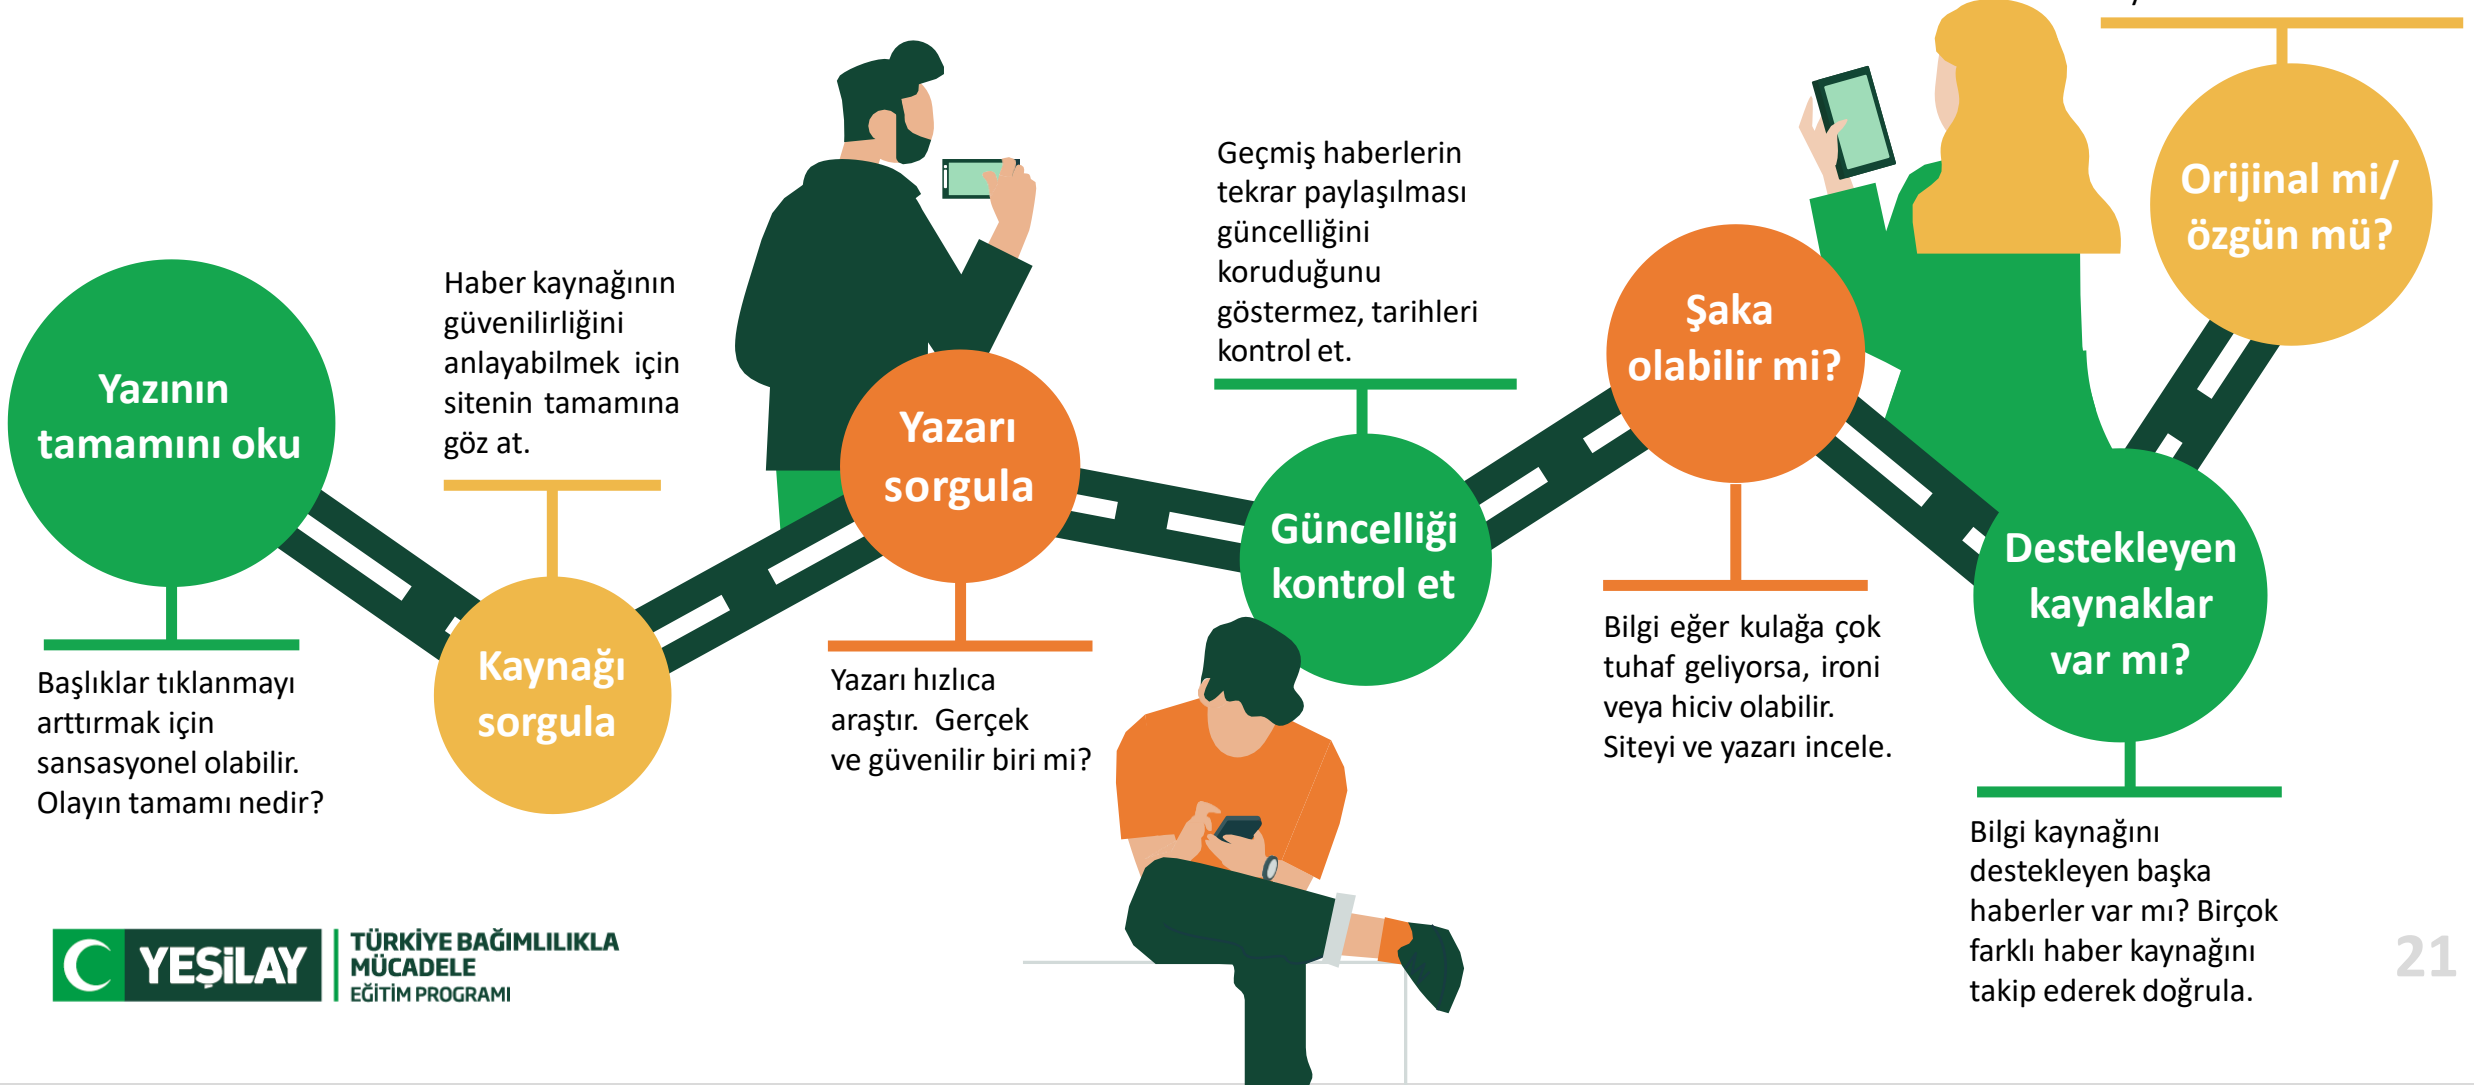 Yazının
tamamını oku
Başlıklar tıklanmayı
arttırmak için
sansasyonel olabilir.
Olayın tamamı nedir?
Haber kaynağının
güvenilirliğini
anlayabilmek için
sitenin tamamına
göz at.
Kaynağı
sorgula
Yazarı
sorgula
Yazarı hızlıca
araştır. Gerçek
ve güvenilir biri mi?
Geçmiş haberlerin
tekrar paylaşılması
güncelliğini
koruduğunu
göstermez, tarihleri
kontrol et.
Güncelliği
kontrol et
Şaka
olabilir mi?
Bilgi eğer kulağa çok
tuhaf geliyorsa, ironi
veya hiciv olabilir.
Siteyi ve yazarı incele.
Destekleyen
kaynaklar
var mı?
Bilgi kaynağını
destekleyen başka
haberler var mı? Birçok
farklı haber kaynağını
takip ederek doğrula.
Orijinal mi/
özgün mü?
YEŞİLAY
TÜRKİYE BAĞIMLILIKLA
MÜCADELE
EĞİTİM PROGRAMI
21